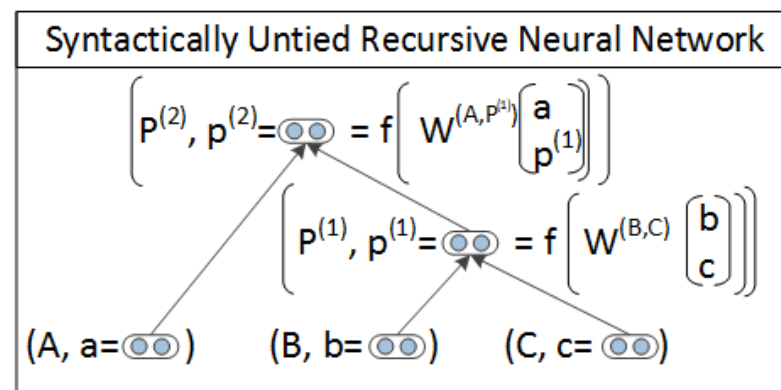 Syntactically Untied Recursive Neural Network
(P^(2), p^(2)= = f(W^(A,P^(1)) [a p^(1)]))
(P^(1), p^(1)= = f(W^(B,C) [b c]))
(A, a= ) (B, b= ) (C, c= )